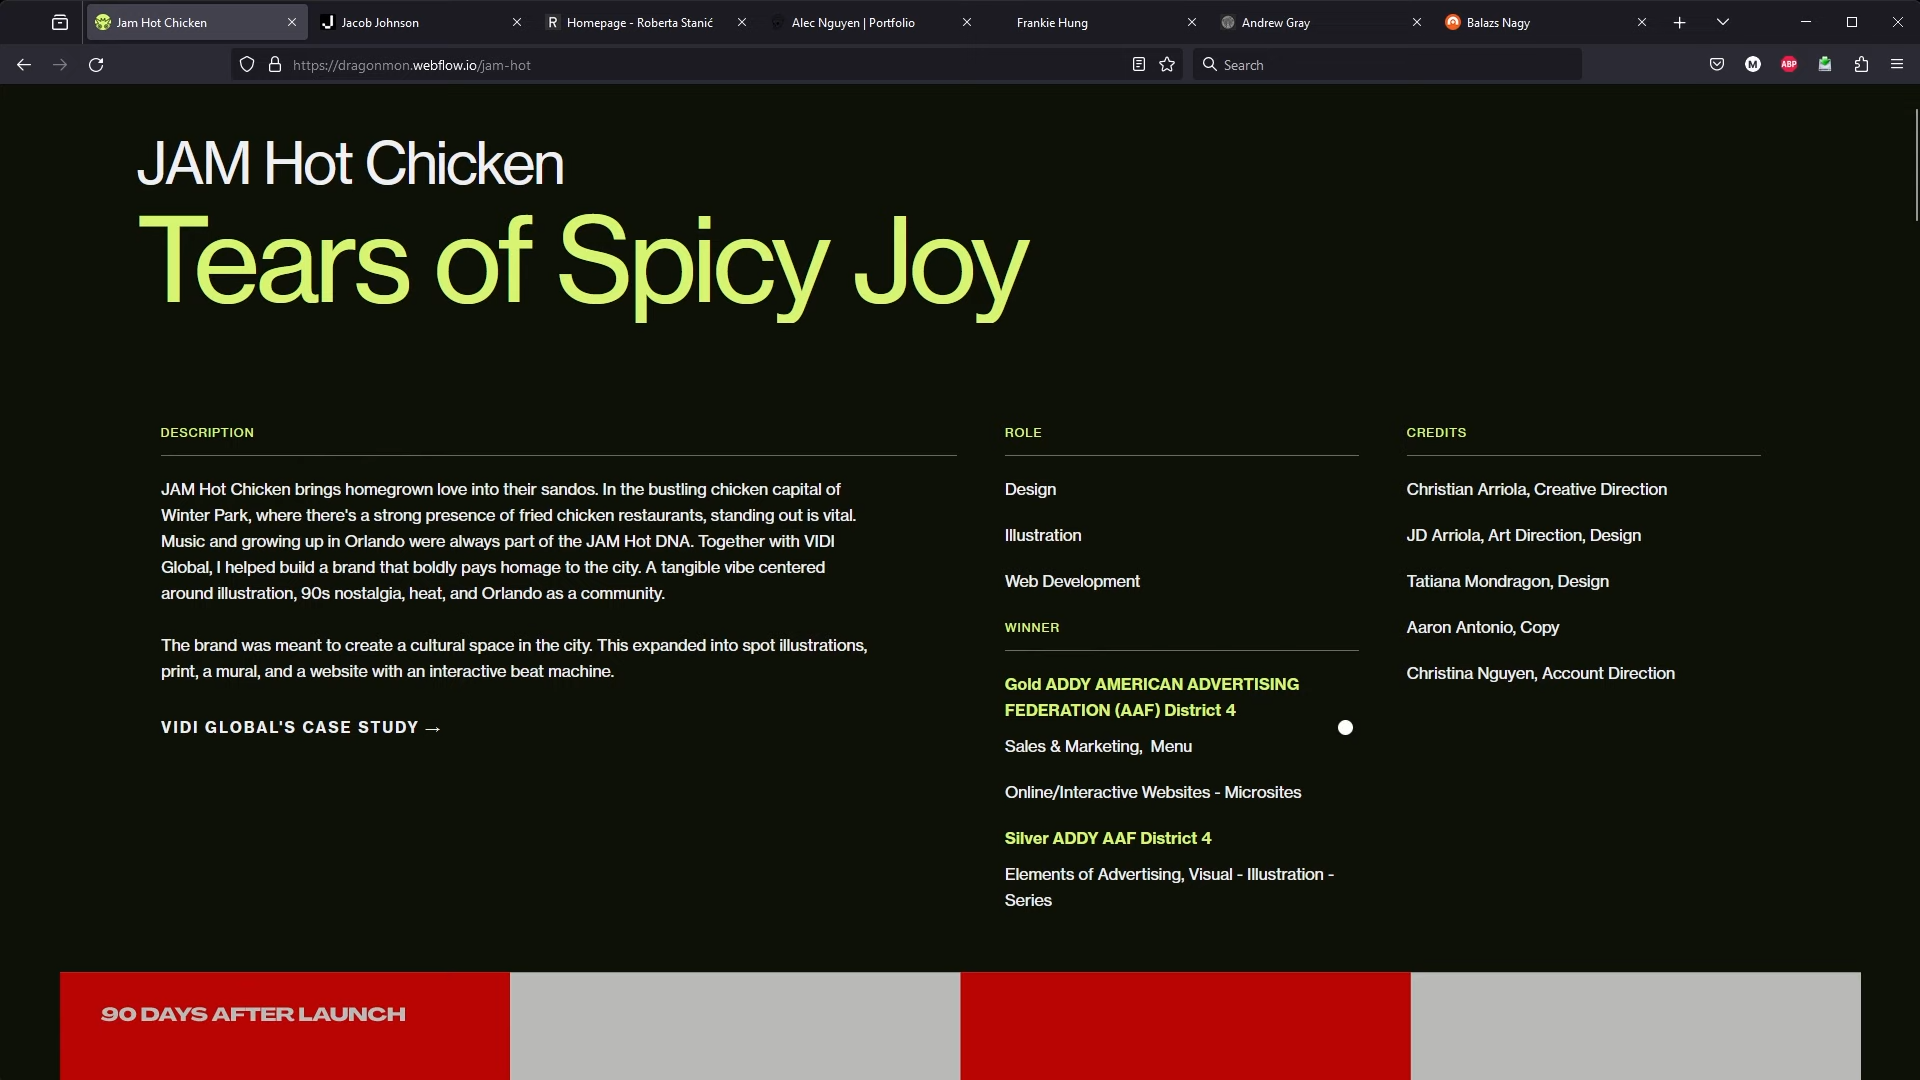 Jam Hot Chicken
Jacob Johnson
R Homepage - Roberta Stanić
Alec Nguyen | Portfolio
Frankie Hung
Andrew Gray
Balazs Nagy
https://dragonmon.webflow.io/jam-hot
Search
M
ABP
JAM Hot Chicken
Tears of Spicy Joy
DESCRIPTION
JAM Hot Chicken brings homegrown love into their sandos. In the bustling chicken capital of
Winter Park, where there's a strong presence of fried chicken restaurants, standing out is vital.
Music and growing up in Orlando were always part of the JAM Hot DNA. Together with VIDI
Global, I helped build a brand that boldly pays homage to the city. A tangible vibe centered
around illustration, 90s nostalgia, heat, and Orlando as a community.
The brand was meant to create a cultural space in the city. This expanded into spot illustrations,
print, a mural, and a website with an interactive beat machine.
VIDI GLOBAL'S CASE STUDY →
ROLE
Design
Illustration
Web Development
WINNER
Gold ADDY AMERICAN ADVERTISING
FEDERATION (AAF) District 4
Sales & Marketing, Menu
Online/Interactive Websites - Microsites
Silver ADDY AAF District 4
Elements of Advertising, Visual - Illustration -
Series
CREDITS
Christian Arriola, Creative Direction
JD Arriola, Art Direction, Design
Tatiana Mondragon, Design
Aaron Antonio, Copy
Christina Nguyen, Account Direction
90 DAYS AFTER LAUNCH